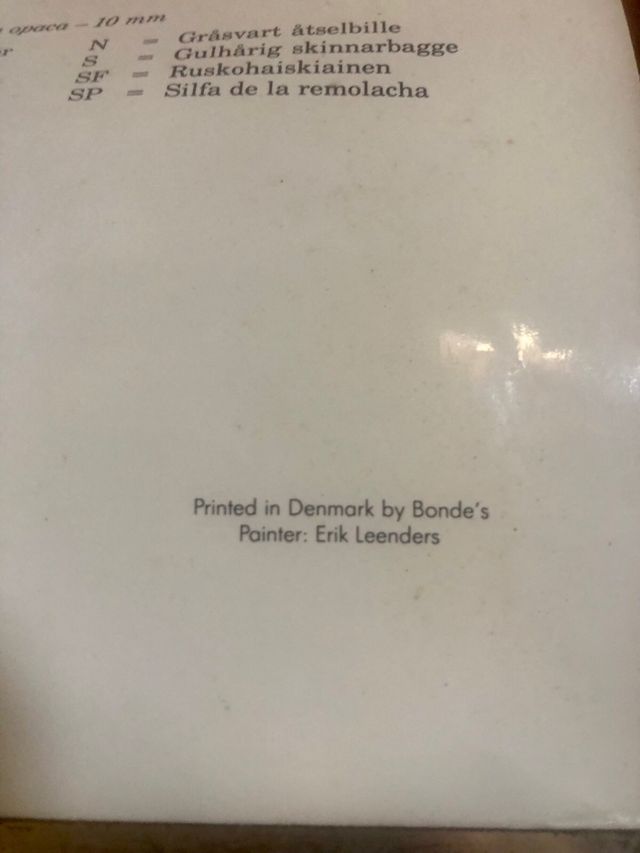 opaca – 10 mm
N = Gråsvart åtselbille
S = Gulhårig skinnarbagge
SF = Ruskohaiskiainen
SP = Silfa de la remolacha
Printed in Denmark by Bonde's
Painter: Erik Leenders